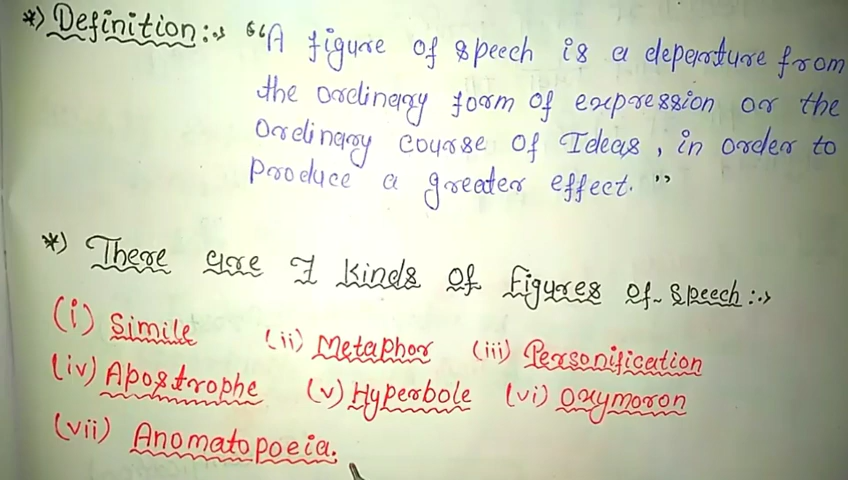 *) Definition :→ "A figure of speech is a departure from
the ordinary form of expression or the
ordinary course of Ideas, in order to
Produce a greater effect."
*) There are 7 kinds of Figures of speech :→
(i) Simile (ii) Metaphor (iii) Personification
(iv) Apostrophe (v) Hyperbole (vi) Oxymoron
(vii) Anomatopoeia.